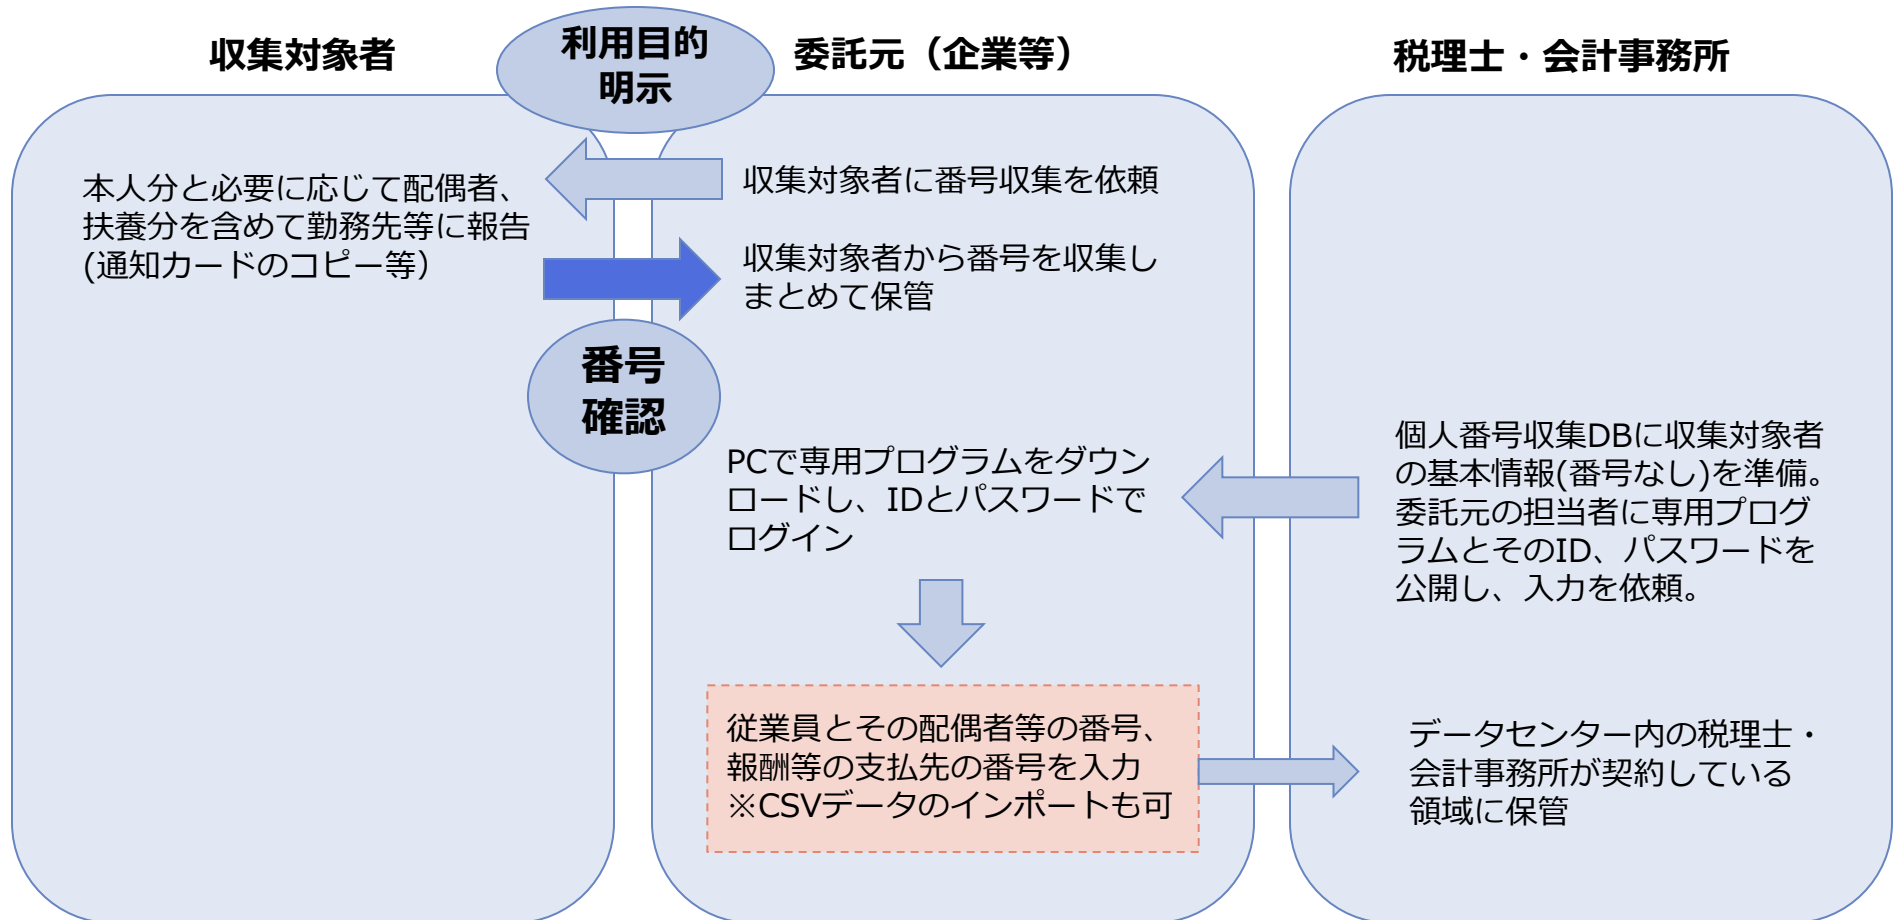 収集対象者
利用目的
明示
委託元（企業等）
税理士・会計事務所
本人分と必要に応じて配偶者、
扶養分を含めて勤務先等に報告
(通知カードのコピー等）
収集対象者に番号収集を依頼
収集対象者から番号を収集し
まとめて保管
番号
確認
PCで専用プログラムをダウン
ロードし、IDとパスワードで
ログイン
個人番号収集DBに収集対象者
の基本情報(番号なし)を準備。
委託元の担当者に専用プログ
ラムとそのID、パスワードを
公開し、入力を依頼。
従業員とその配偶者等の番号、
報酬等の支払先の番号を入力
※CSVデータのインポートも可
データセンター内の税理士・
会計事務所が契約している
領域に保管